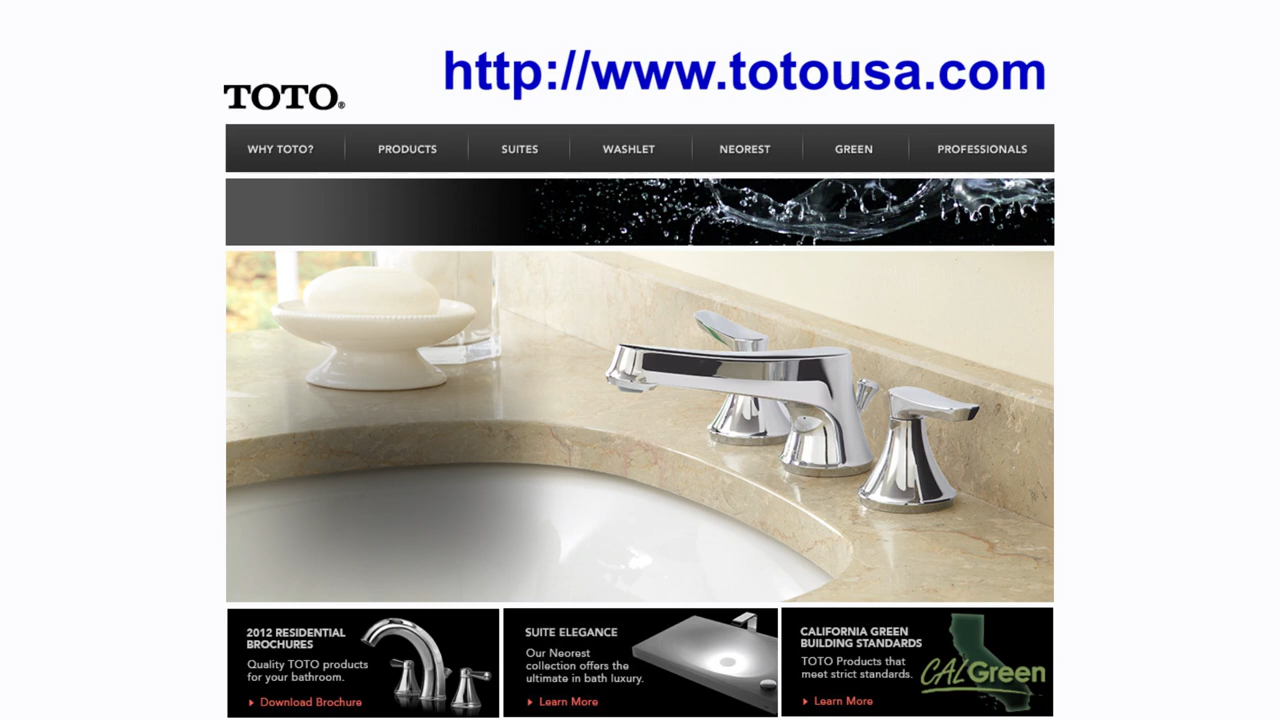 http://www.totousa.com
TOTO®
WHY TOTO? PRODUCTS SUITES WASHLET NEOREST GREEN PROFESSIONALS
2012 RESIDENTIAL
BROCHURES
Quality TOTO products
for your bathroom.
Download Brochure
SUITE ELEGANCE
Our Neorest
collection offers the
ultimate in bath luxury.
Learn More
CALIFORNIA GREEN
BUILDING STANDARDS
TOTO Products that
meet strict standards.
Learn More
CALGreen